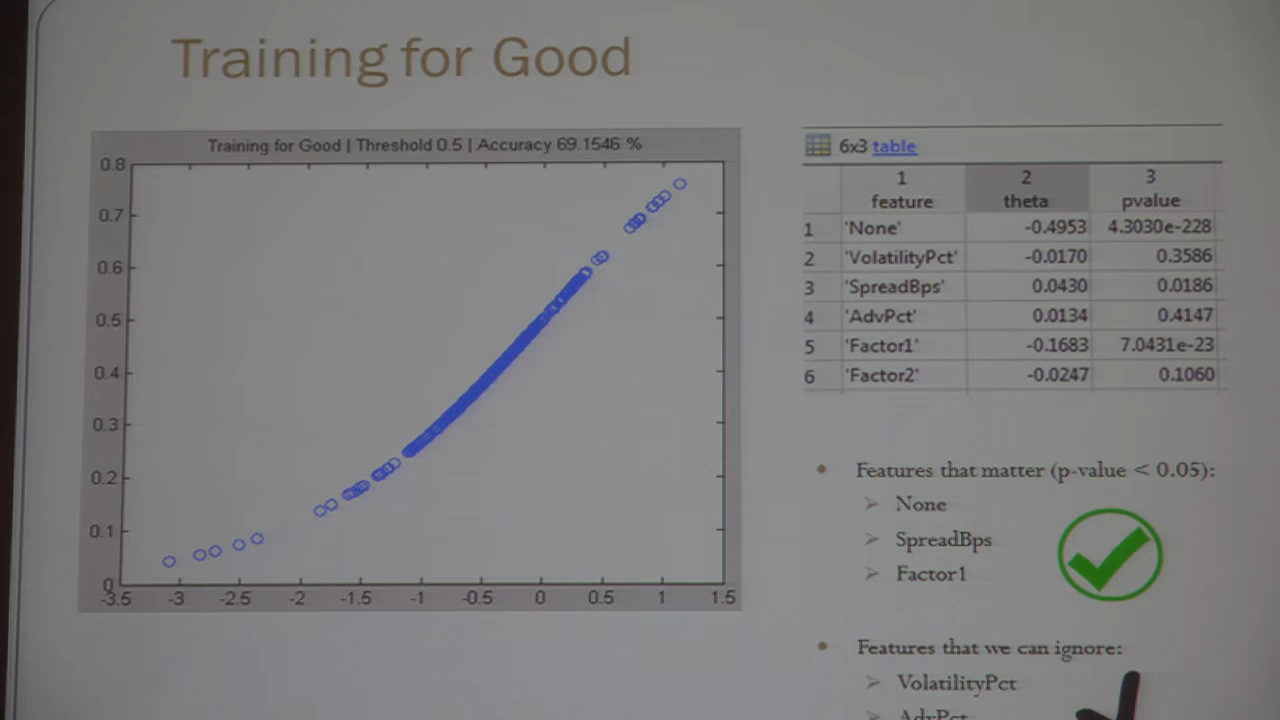 Training for Good
Training for Good | Threshold 0.5 | Accuracy 69.1546 %
0.8
0.7
0.6
0.5
0.4
0.3
0.2
0.1
0
-3.5 -3 -2.5 -2 -1.5 -1 -0.5 0 0.5 1 1.5
6x3 table
1 2 3
feature theta pvalue
1 'None' -0.4953 4.3030e-228
2 'VolatilityPct' -0.0170 0.3586
3 'SpreadBps' 0.0430 0.0186
4 'AdvPct' 0.0134 0.4147
5 'Factor1' -0.1683 7.0431e-23
6 'Factor2' -0.0247 0.1060
• Features that matter (p-value < 0.05):
➢ None
➢ SpreadBps
➢ Factor1
• Features that we can ignore:
➢ VolatilityPct
➢ AdvPct